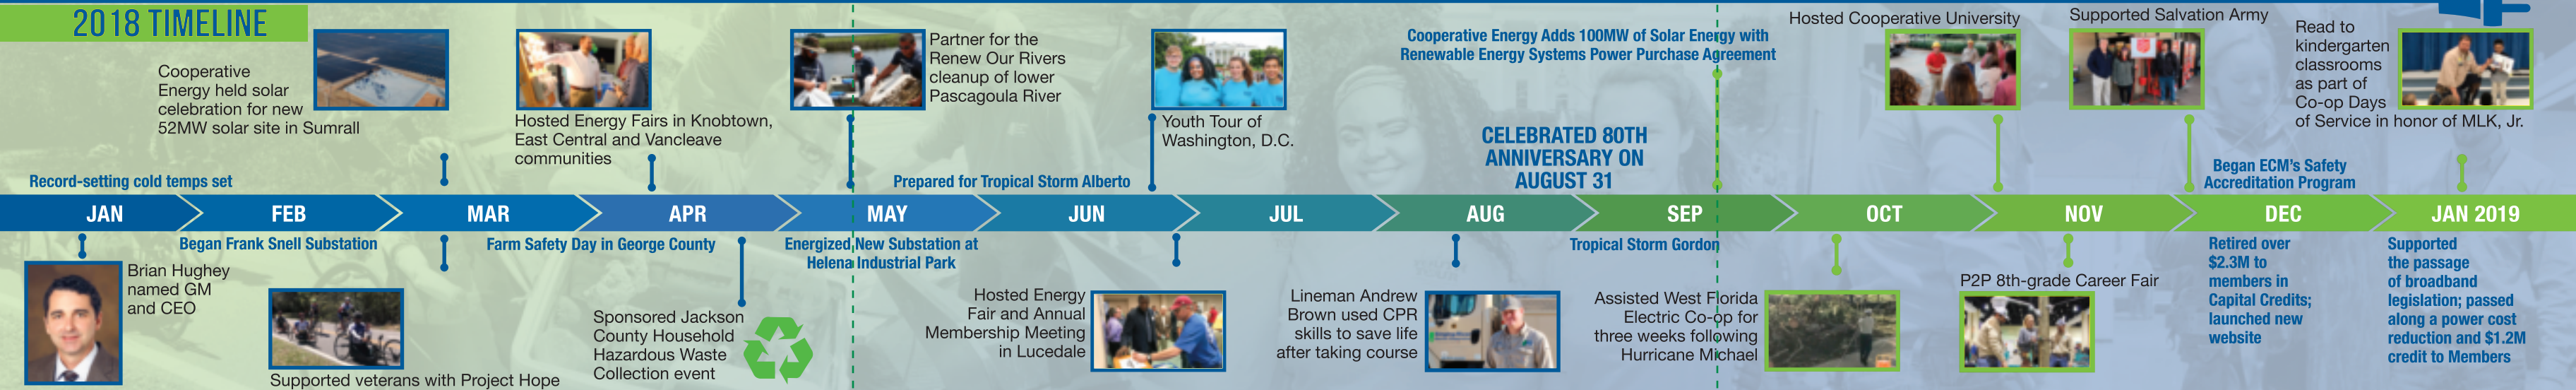 2018 TIMELINE
Cooperative
Energy held solar
celebration for new
52MW solar site in Sumrall
Hosted Energy Fairs in Knobtown,
East Central and Vancleave
communities
Partner for the
Renew Our Rivers
cleanup of lower
Pascagoula River
Youth Tour of
Washington, D.C.
Cooperative Energy Adds 100MW of Solar Energy with
Renewable Energy Systems Power Purchase Agreement
CELEBRATED 80TH
ANNIVERSARY ON
AUGUST 31
Hosted Cooperative University
Supported Salvation Army
Read to
kindergarten
classrooms
as part of
Co-op Days
of Service in honor of MLK, Jr.
Record-setting cold temps set
Prepared for Tropical Storm Alberto
Began ECM's Safety
Accreditation Program
JAN FEB MAR APR MAY JUN JUL AUG SEP OCT NOV DEC JAN 2019
Began Frank Snell Substation
Farm Safety Day in George County
Energized New Substation at
Helena Industrial Park
Tropical Storm Gordon
Brian Hughey
named GM
and CEO
Supported veterans with Project Hope
Sponsored Jackson
County Household
Hazardous Waste
Collection event
Hosted Energy
Fair and Annual
Membership Meeting
in Lucedale
Lineman Andrew
Brown used CPR
skills to save life
after taking course
Assisted West Florida
Electric Co-op for
three weeks following
Hurricane Michael
P2P 8th-grade Career Fair
Retired over
$2.3M to
members in
Capital Credits;
launched new
website
Supported
the passage
of broadband
legislation; passed
along a power cost
reduction and $1.2M
credit to Members